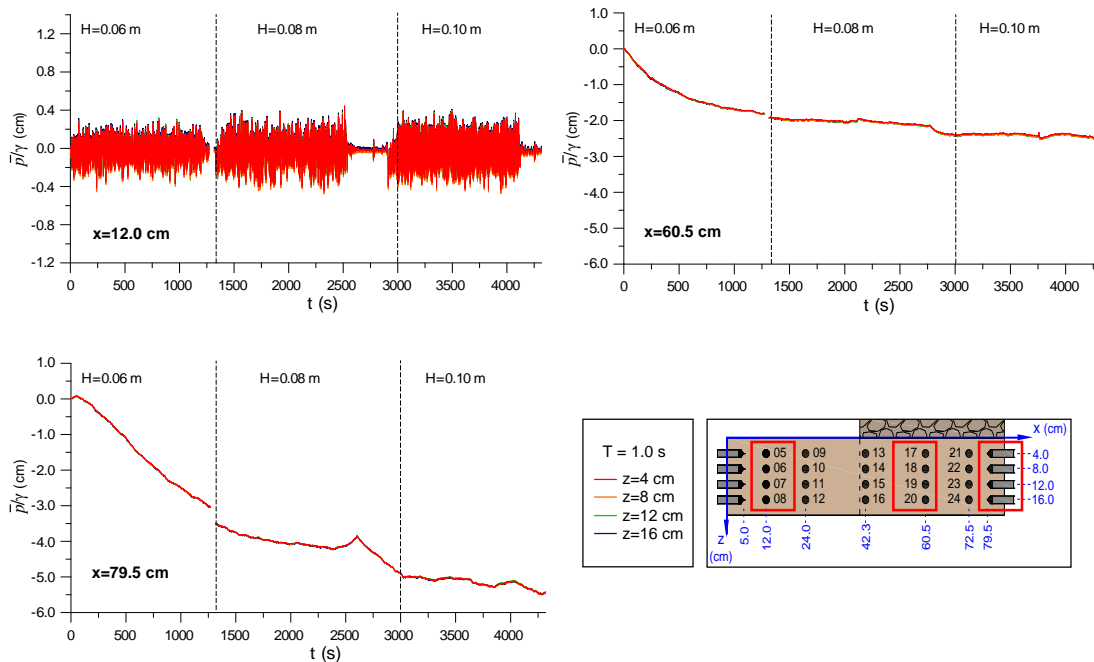 H=0.06 m H=0.08 m H=0.10 m
1.2
0.8
0.4
0.0
-0.4
-0.8
-1.2
p̄/γ (cm)
x=12.0 cm
0 500 1000 1500 2000 2500 3000 3500 4000
t (s)
-1.0
0.0
-1.0
-2.0
-3.0
-4.0
-5.0
-6.0
p̄/γ (cm)
H=0.06 m H=0.08 m H=0.10 m
x=60.5 cm
0 500 1000 1500 2000 2500 3000 3500 4000
t (s)
1.0
0.0
-1.0
-2.0
-3.0
-4.0
-5.0
-6.0
p̄/γ (cm)
H=0.06 m H=0.08 m H=0.10 m
x=79.5 cm
0 500 1000 1500 2000 2500 3000 3500 4000
t (s)
T = 1.0 s
z=4 cm
z=8 cm
z=12 cm
z=16 cm
x (cm)
05 09 13 17 21 4.0
06 10 14 18 22 8.0
07 11 15 19 23 12.0
08 12 16 20 24 16.0
z
(cm)
5.0 12.0 24.0 42.3 60.5 72.5 79.5